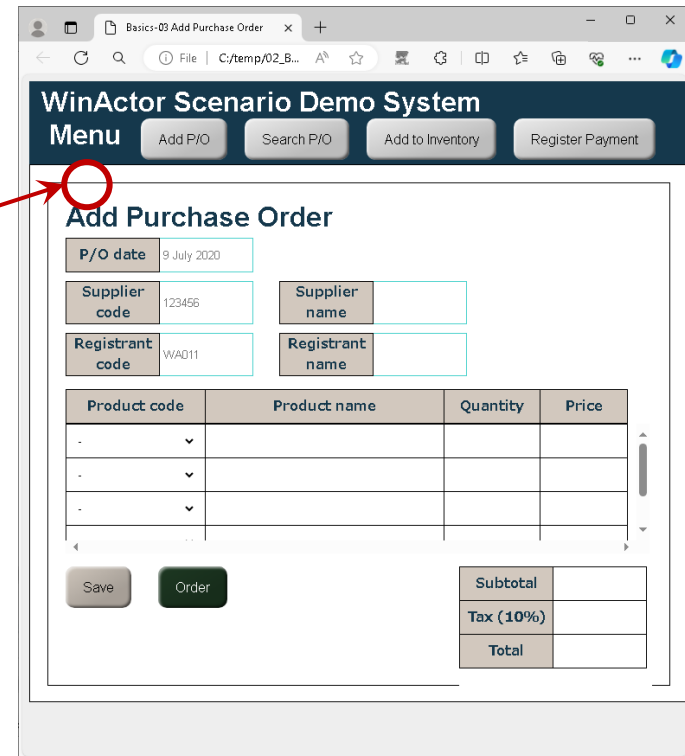 Basics-03 Add Purchase Order
File | C:/temp/02_B...
WinActor Scenario Demo System
Menu Add P/O Search P/O Add to Inventory Register Payment
Add Purchase Order
P/O date 9 July 2020
Supplier code 123456 Supplier name
Registrant code WA011 Registrant name
Product code Product name Quantity Price
-
-
-
Save Order Subtotal
Tax (10%)
Total